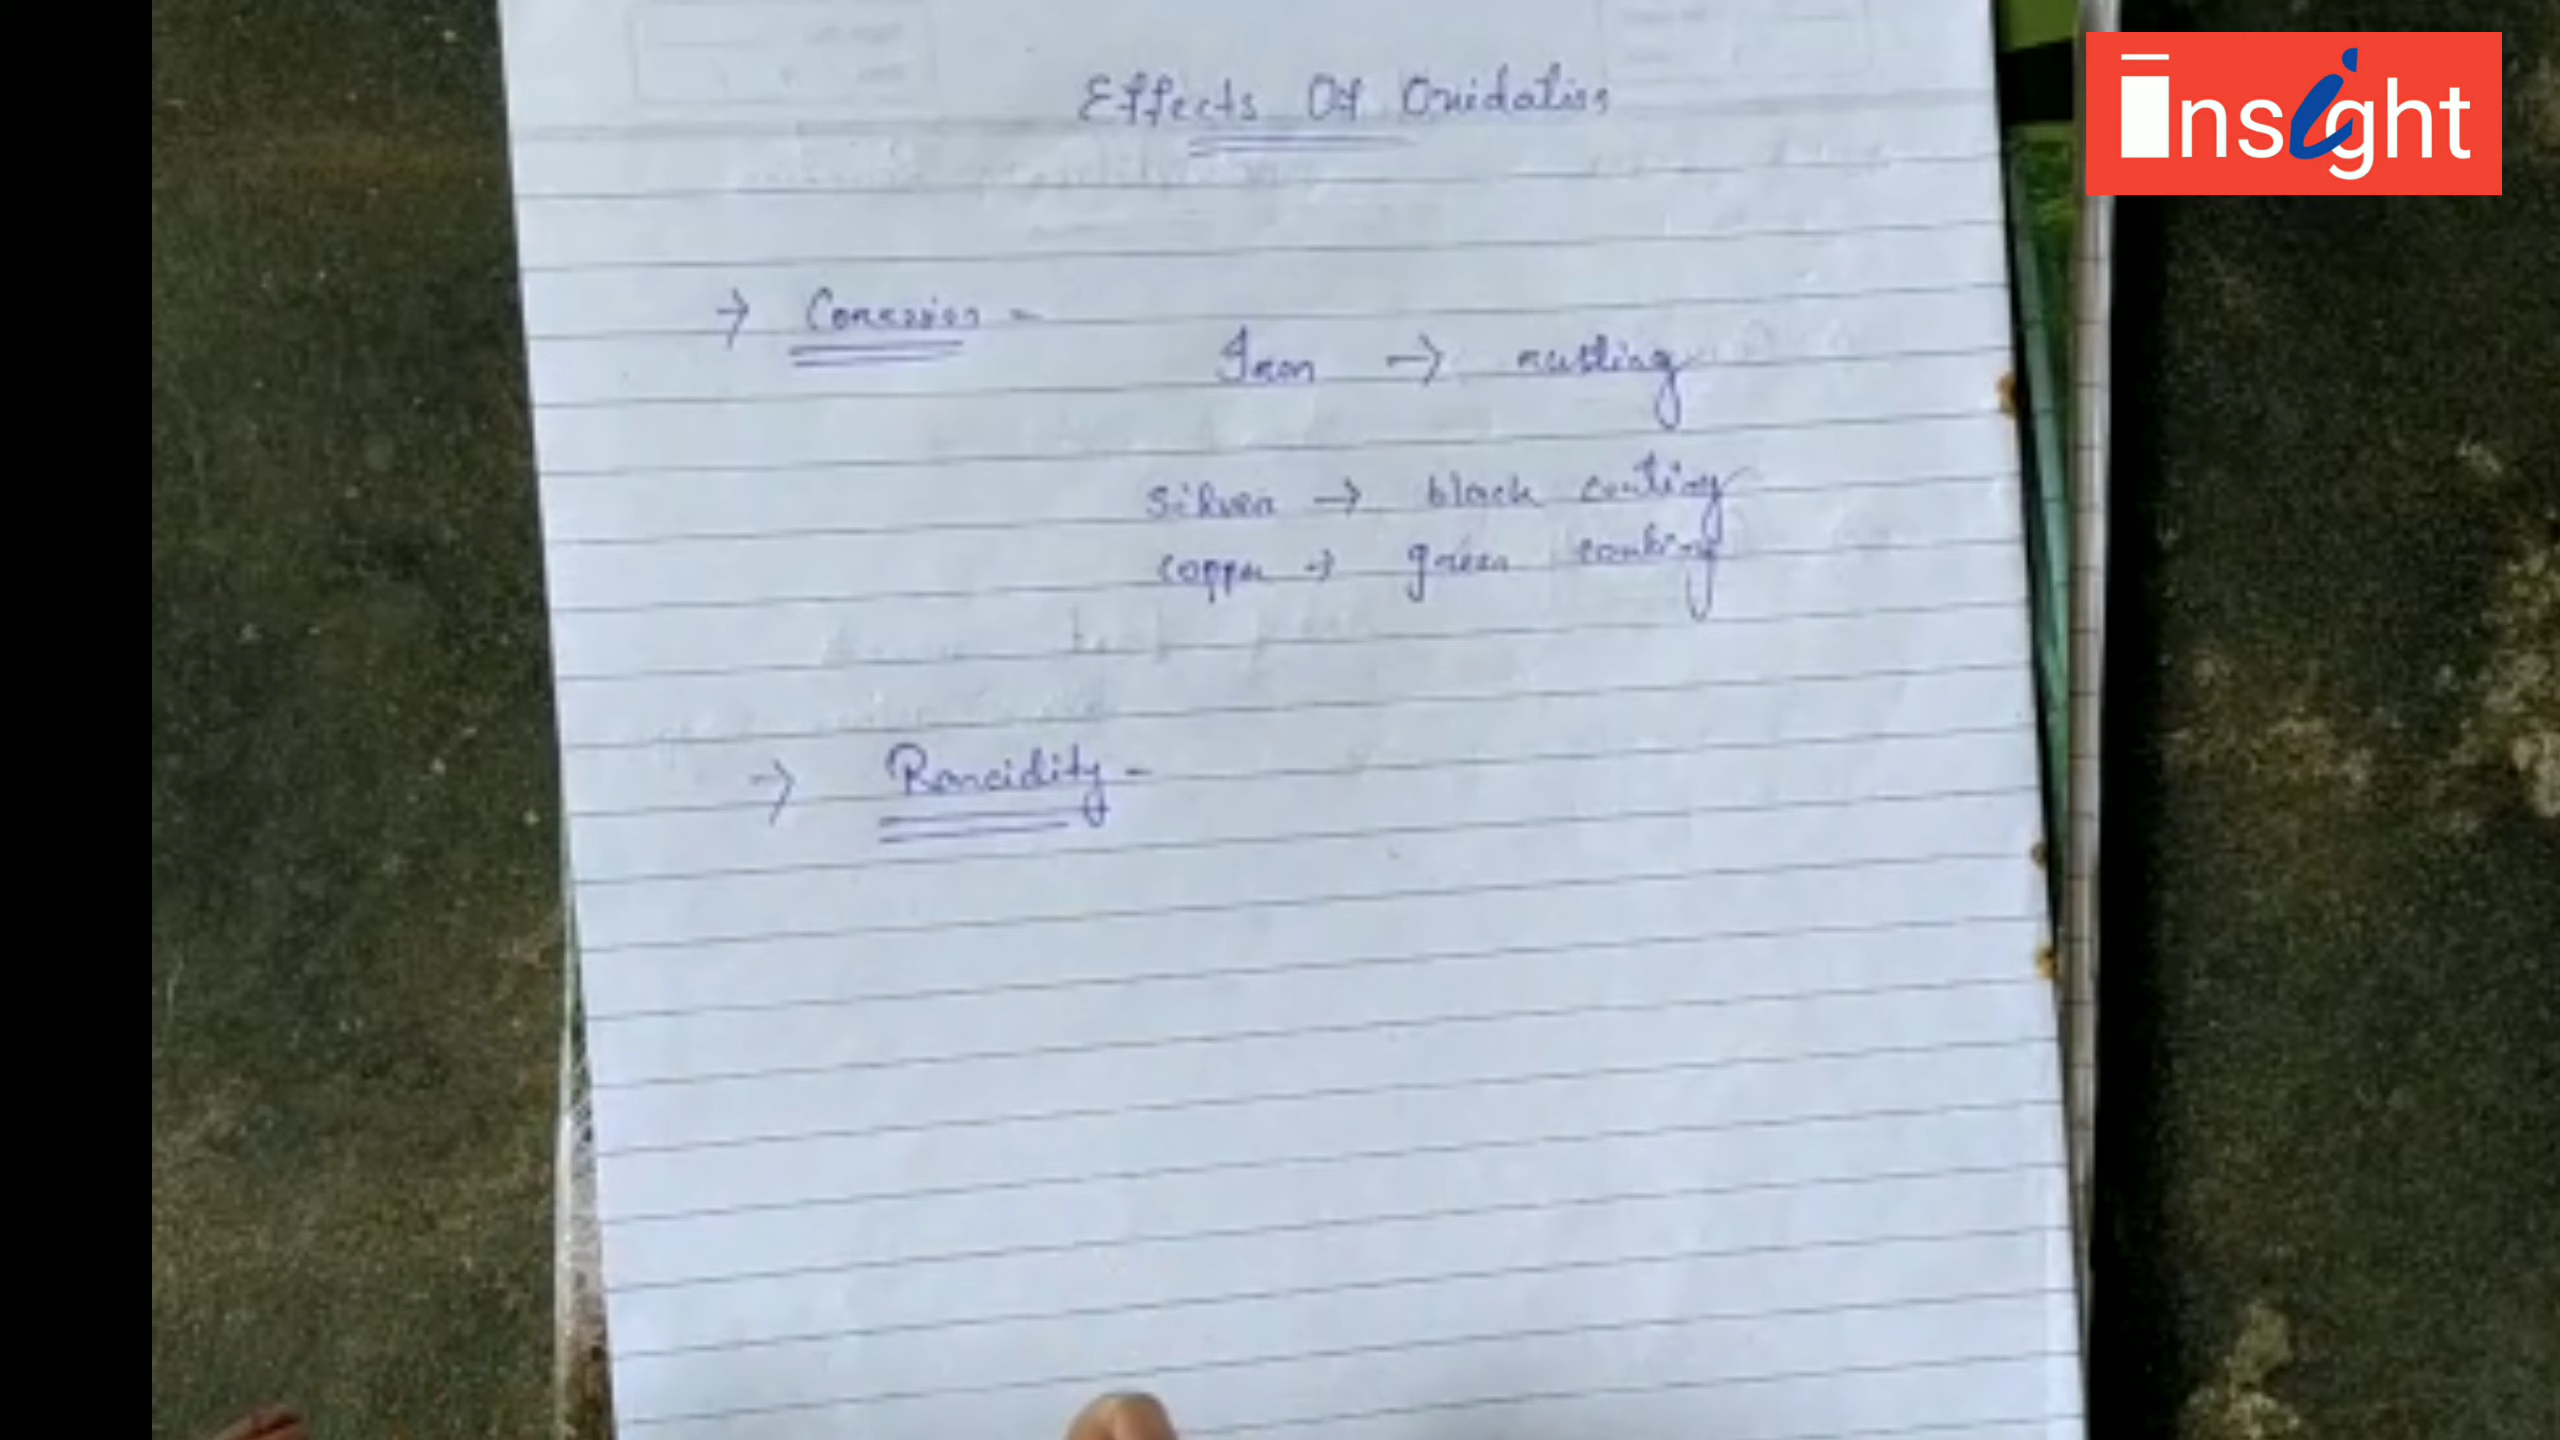 Insight
Effects Of Oxidation
→ Corrosion -
Iron → rusting
Silver → black coating
copper → green coating
→ Rancidity -